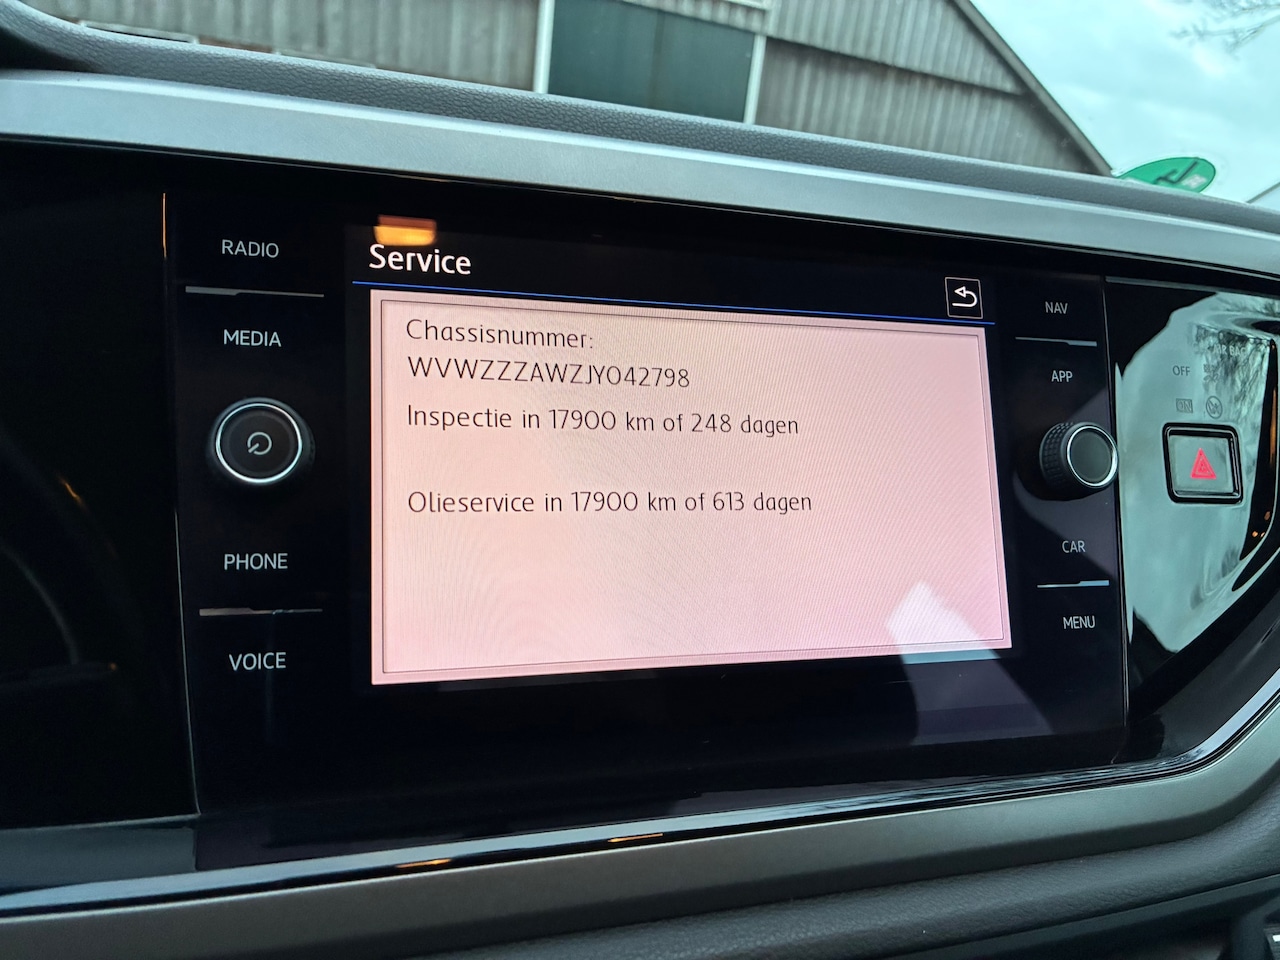 RADIO
MEDIA
PHONE
VOICE
Service
Chassisnummer:
WVWZZZAWZJY042798
Inspectie in 17900 km of 248 dagen
Olieservice in 17900 km of 613 dagen
NAV
APP
CAR
MENU
OFF